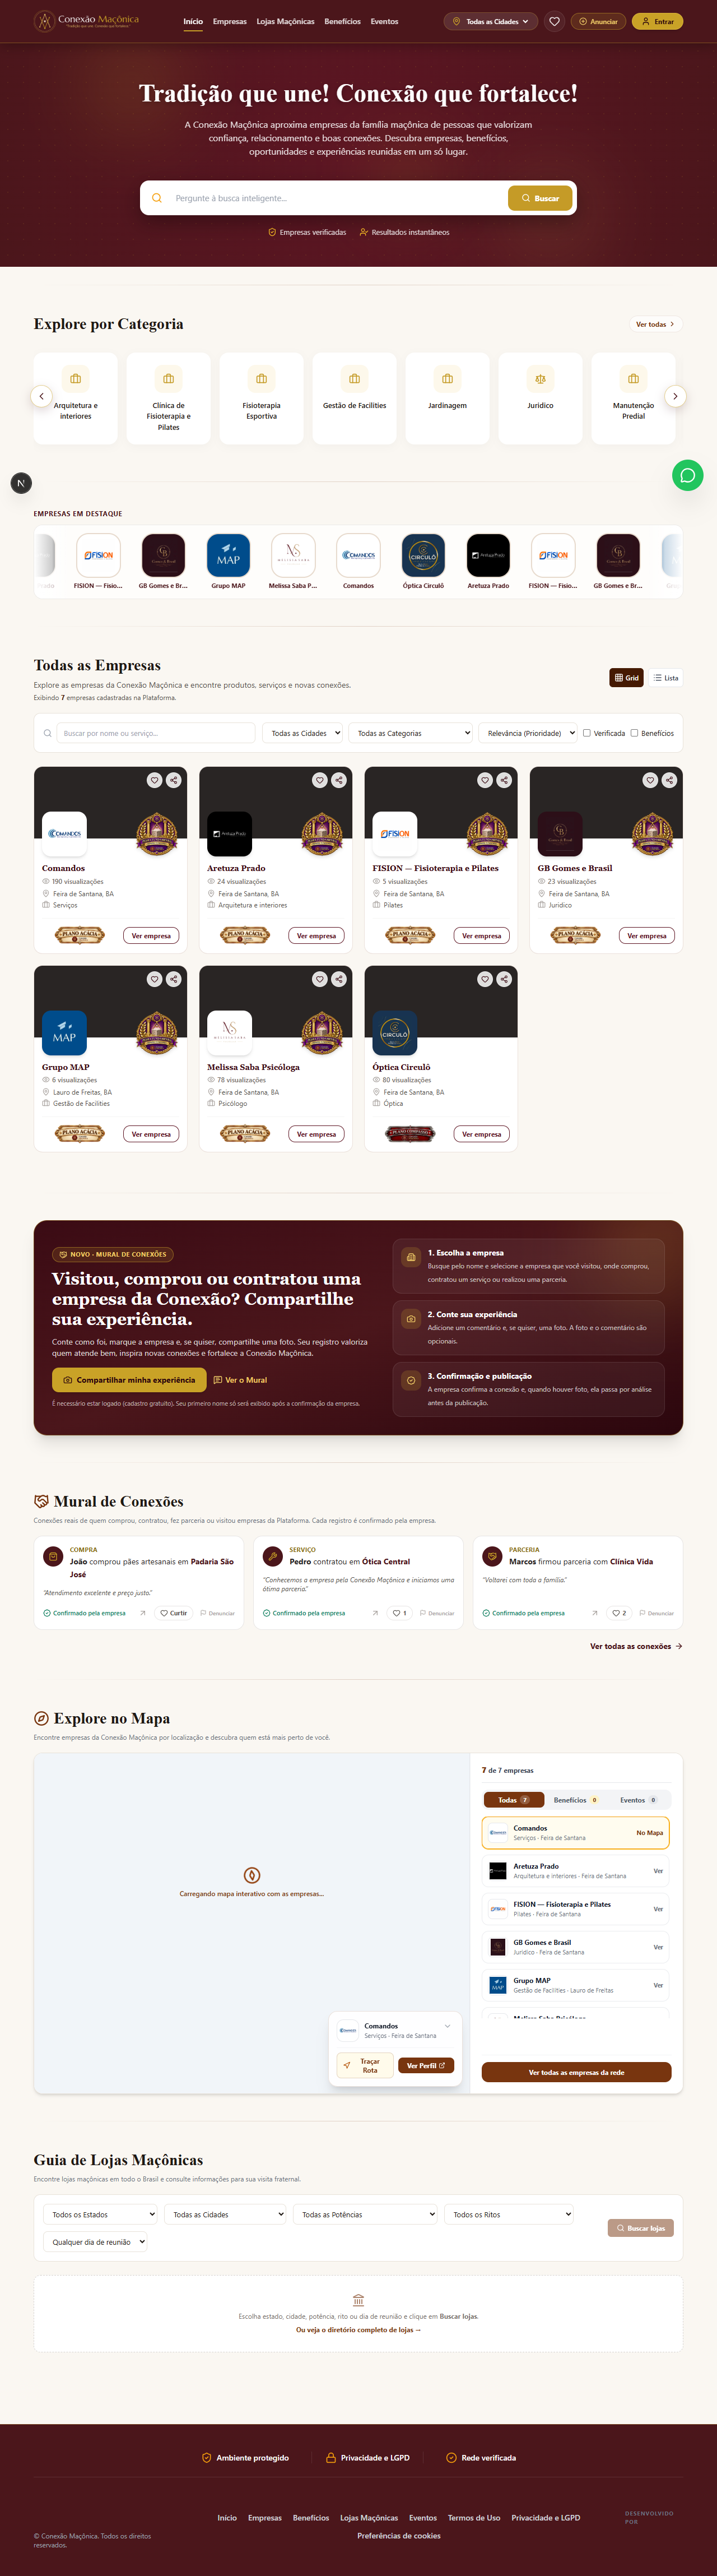 Conexão Maçônica
Início Empresas Lojas Maçônicas Benefícios Eventos
Todas as Cidades
Anunciar
Entrar
Tradição que une! Conexão que fortalece!
A Conexão Maçônica aproxima empresas da família maçônica de pessoas que valorizam
confiança, relacionamento e boas conexões. Descubra empresas, benefícios,
oportunidades e experiências reunidas em um só lugar.
Pergunte à busca inteligente...
Buscar
Empresas verificadas
Resultados instantâneos
Explore por Categoria
Ver todas
Arquitetura e
interiores
Clínica de
Fisioterapia e
Pilates
Fisioterapia
Esportiva
Gestão de Facilities
Jardinagem
Jurídico
Manutenção
Predial
N
EMPRESAS EM DESTAQUE
FISION — Fisio...
GB Gomes e Br...
Grupo MAP
Melissa Saba P...
Comandos
Óptica Circulô
Aretuza Prado
FISION — Fisio...
GB Gomes e Br...
Todas as Empresas
Explore as empresas da Conexão Maçônica e encontre produtos, serviços e novas conexões.
Exibindo 7 empresas cadastradas na Plataforma.
Grid
Lista
Buscar por nome ou serviço...
Todas as Cidades
Todas as Categorias
Relevância (Prioridade)
Verificada
Benefícios
COMANDOS
Comandos
190 visualizações
Feira de Santana, BA
Serviços
PLANO ACÁCIA
Ver empresa
Aretuza Prado
Aretuza Prado
24 visualizações
Feira de Santana, BA
Arquitetura e interiores
PLANO ACÁCIA
Ver empresa
FISION
FISION — Fisioterapia e Pilates
5 visualizações
Feira de Santana, BA
Pilates
PLANO ACÁCIA
Ver empresa
GB Gomes e Brasil
23 visualizações
Feira de Santana, BA
Jurídico
PLANO ACÁCIA
Ver empresa
MAP
Grupo MAP
6 visualizações
Lauro de Freitas, BA
Gestão de Facilities
PLANO ACÁCIA
Ver empresa
MELISSA SABA
Melissa Saba Psicóloga
78 visualizações
Feira de Santana, BA
Psicólogo
PLANO ACÁCIA
Ver empresa
CIRCULÔ
Óptica Circulô
80 visualizações
Feira de Santana, BA
Óptica
Ver empresa
NOVO • MURAL DE CONEXÕES
Visitou, comprou ou contratou uma
empresa da Conexão? Compartilhe
sua experiência.
Conte como foi, marque a empresa e, se quiser, compartilhe uma foto. Seu registro valoriza
quem atende bem, inspira novas conexões e fortalece a Conexão Maçônica.
Compartilhar minha experiência
Ver o Mural
É necessário estar logado (cadastro gratuito). Seu primeiro nome só será exibido após a confirmação da empresa.
1. Escolha a empresa
Busque pelo nome e selecione a empresa que você visitou, onde comprou,
contratou um serviço ou realizou uma parceria.
2. Conte sua experiência
Adicione um comentário e, se quiser, uma foto. A foto e o comentário são
opcionais.
3. Confirmação e publicação
A empresa confirma a conexão e, quando houver foto, ela passa por análise
antes da publicação.
Mural de Conexões
Conexões reais de quem comprou, contratou, fez parceria ou visitou empresas da Plataforma. Cada registro é confirmado pela empresa.
COMPRA
João comprou pães artesanais em Padaria São
José
"Atendimento excelente e preço justo."
Confirmado pela empresa
Curtir
Denunciar
SERVIÇO
Pedro contratou em Ótica Central
"Conhecemos a empresa pela Conexão Maçônica e iniciamos uma
ótima parceria."
Confirmado pela empresa
1
Denunciar
PARCERIA
Marcos firmou parceria com Clínica Vida
"Voltarei com toda a família."
Confirmado pela empresa
2
Denunciar
Ver todas as conexões
Explore no Mapa
Encontre empresas da Conexão Maçônica por localização e descubra quem está mais perto de você.
Carregando mapa interativo com as empresas...
Comandos
Serviços · Feira de Santana
Traçar
Rota
Ver Perfil
7 de 7 empresas
Todas 7
Benefícios 0
Eventos 0
Comandos
Serviços · Feira de Santana
No Mapa
Aretuza Prado
Arquitetura e interiores · Feira de Santana
Ver
FISION — Fisioterapia e Pilates
Pilates · Feira de Santana
Ver
GB Gomes e Brasil
Jurídico · Feira de Santana
Ver
Grupo MAP
Gestão de Facilities · Lauro de Freitas
Ver
Ver todas as empresas da rede
Guia de Lojas Maçônicas
Encontre lojas maçônicas em todo o Brasil e consulte informações para sua visita fraternal.
Todos os Estados
Todas as Cidades
Todas as Potências
Todos os Ritos
Qualquer dia de reunião
Buscar lojas
Escolha estado, cidade, potência, rito ou dia de reunião e clique em Buscar lojas.
Ou veja o diretório completo de lojas →
Ambiente protegido
Privacidade e LGPD
Rede verificada
Início Empresas Benefícios Lojas Maçônicas Eventos Termos de Uso Privacidade e LGPD
Preferências de cookies
© Conexão Maçônica. Todos os direitos
reservados.
DESENVOLVIDO
POR